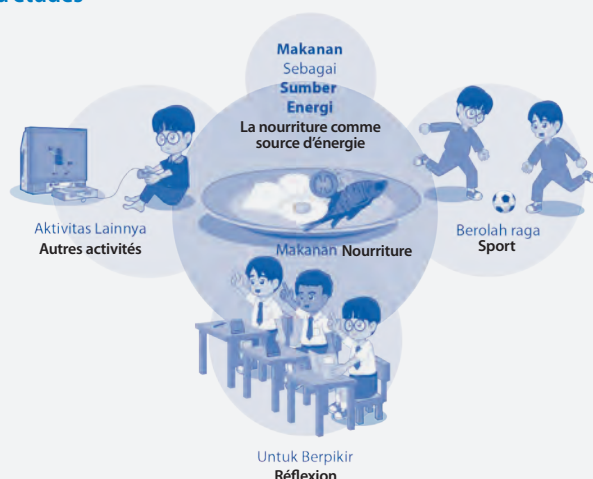 Makanan
Sebagai
Sumber
Energi
La nourriture comme
source d'énergie
Aktivitas Lainnya
Autres activités
Makanan Nourriture
Berolah raga
Sport
Untuk Berpikir
Réflexion